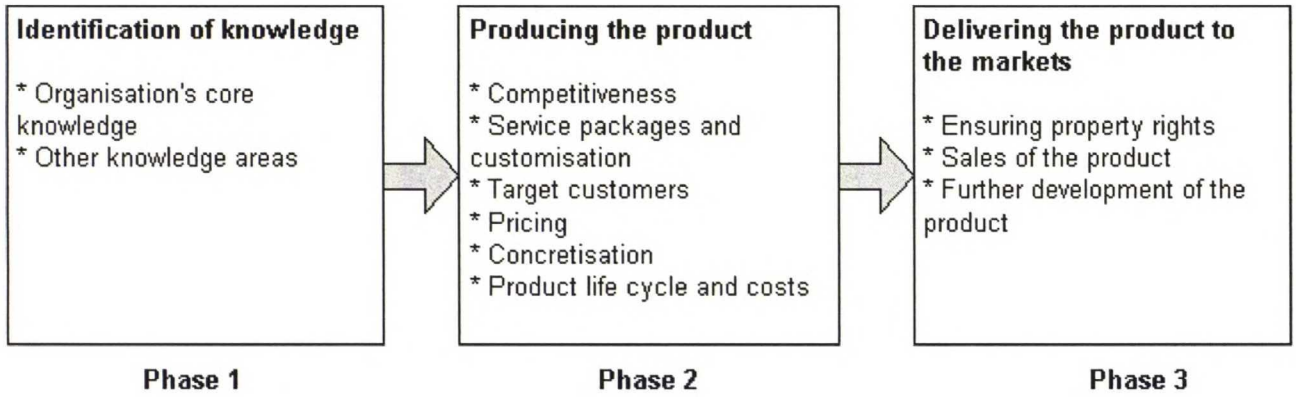 Identification of knowledge
* Organisation's core
knowledge
* Other knowledge areas
Producing the product
* Competitiveness
* Service packages and
customisation
* Target customers
* Pricing
* Concretisation
* Product life cycle and costs
Delivering the product to
the markets
* Ensuring property rights
* Sales of the product
* Further development of the
product
Phase 1
Phase 2
Phase 3